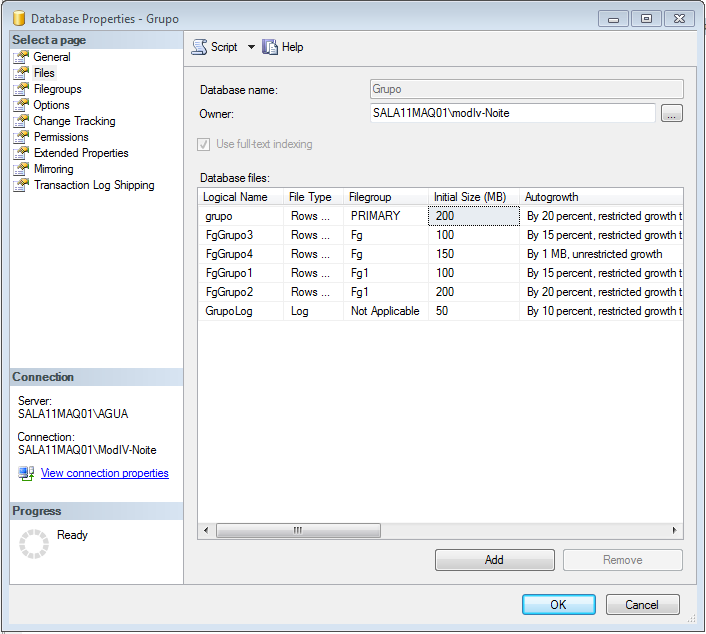 Database Properties - Grupo
Select a page
General
Files
Filegroups
Options
Change Tracking
Permissions
Extended Properties
Mirroring
Transaction Log Shipping
Connection
Server:
SALA11MAQ01\AGUA
Connection:
SALA11MAQ01\ModIV-Noite
View connection properties
Progress
Ready
Script Help
Database name: Grupo
Owner: SALA11MAQ01\modIv-Noite ...
Use full-text indexing
Database files:
Logical Name File Type Filegroup Initial Size (MB) Autogrowth
grupo Rows ... PRIMARY 200 By 20 percent, restricted growth t
FgGrupo3 Rows ... Fg 100 By 15 percent, restricted growth t
FgGrupo4 Rows ... Fg 150 By 1 MB, unrestricted growth
FgGrupo1 Rows ... Fg1 100 By 15 percent, restricted growth t
FgGrupo2 Rows ... Fg1 200 By 20 percent, restricted growth t
GrupoLog Log Not Applicable 50 By 10 percent, restricted growth t
Add Remove
OK Cancel